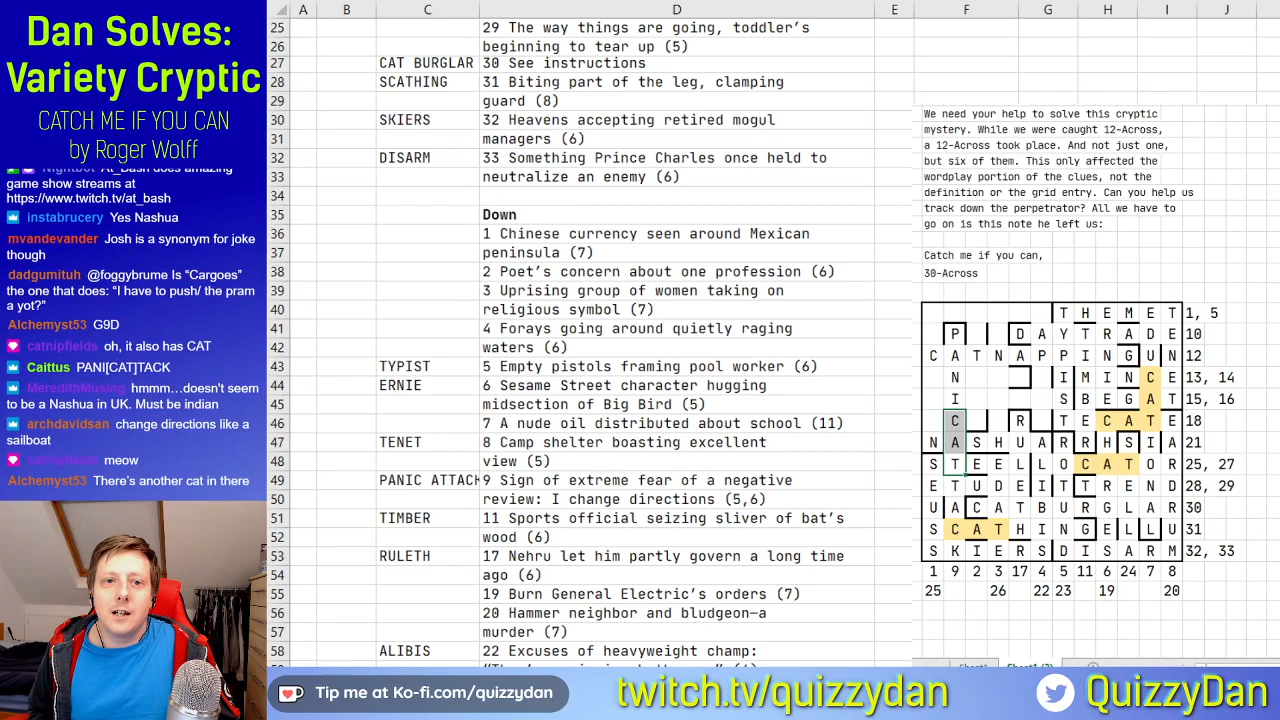 Dan Solves:
Variety Cryptic
CATCH ME IF YOU CAN
by Roger Wolff
Nightbot At_Bash does amazing
game show streams at
https://www.twitch.tv/at_bash
instabrucery Yes Nashua
mvandevander Josh is a synonym for joke
though
dadgumituh @foggybrume Is “Cargoes”
the one that does: “I have to push/ the pram
a yot?”
Alchemyst53 G9D
catnipfields oh, it also has CAT
Caittus PANI[CAT]TACK
MeredithMusing hmmm…doesn't seem
to be a Nashua in UK. Must be indian
archdavidsan change directions like a
sailboat
catnipfields meow
Alchemyst53 There’s another cat in there
A B C D E F G H I J
25 29 The way things are going, toddler’s
26 beginning to tear up (5)
27 CAT BURGLAR 30 See instructions
28 SCATHING 31 Biting part of the leg, clamping
29 guard (8)
30 SKIERS 32 Heavens accepting retired mogul
31 managers (6)
32 DISARM 33 Something Prince Charles once held to
33 neutralize an enemy (6)
34
35 Down
36 1 Chinese currency seen around Mexican
37 peninsula (7)
38 2 Poet’s concern about one profession (6)
39 3 Uprising group of women taking on
40 religious symbol (7)
41 4 Forays going around quietly raging
42 waters (6)
43 TYPIST 5 Empty pistols framing pool worker (6)
44 ERNIE 6 Sesame Street character hugging
45 midsection of Big Bird (5)
46 7 A nude oil distributor about school (11)
47 TENET 8 Camp shelter boasting excellent
48 view (5)
49 PANIC ATTACK 9 Sign of extreme fear of a negative
50 review: I change directions (5,6)
51 TIMBER 11 Sports official seizing sliver of bat’s
52 wood (6)
53 RULETH 17 Nehru let him partly govern a long time
54 ago (6)
55 19 Burn General Electric’s orders (7)
56 20 Hammer neighbor and bludgeon—a
57 murder (7)
58 ALIBIS 22 Excuses of heavyweight champ:
We need your help to solve this cryptic
mystery. While we were caught 12-Across,
a 12-Across took place. And not just one,
but six of them. This only affected the
wordplay portion of the clues, not the
definition or the grid entry. Can you help us
track down the perpetrator? All we have to
go on is this note he left us:
Catch me if you can,
30-Across
T H E M E T 1, 5
P D A Y T R A D E 10
C A T N A P P I N G U N 12
N I M I N C E 13, 14
I S B E G A T 15, 16
C R T E C A T E 18
N A S H U A R R H S I A 21
S T E E L L O C A T O R 25, 27
E T U D E I T T R E N D 28, 29
U A C A T B U R G L A R 30
S C A T H I N G E L L U 31
S K I E R S D I S A R M 32, 33
1 9 2 3 17 4 5 11 6 24 7 8
25 26 22 23 19 20
Tip me at Ko-fi.com/quizzydan
twitch.tv/quizzydan
QuizzyDan